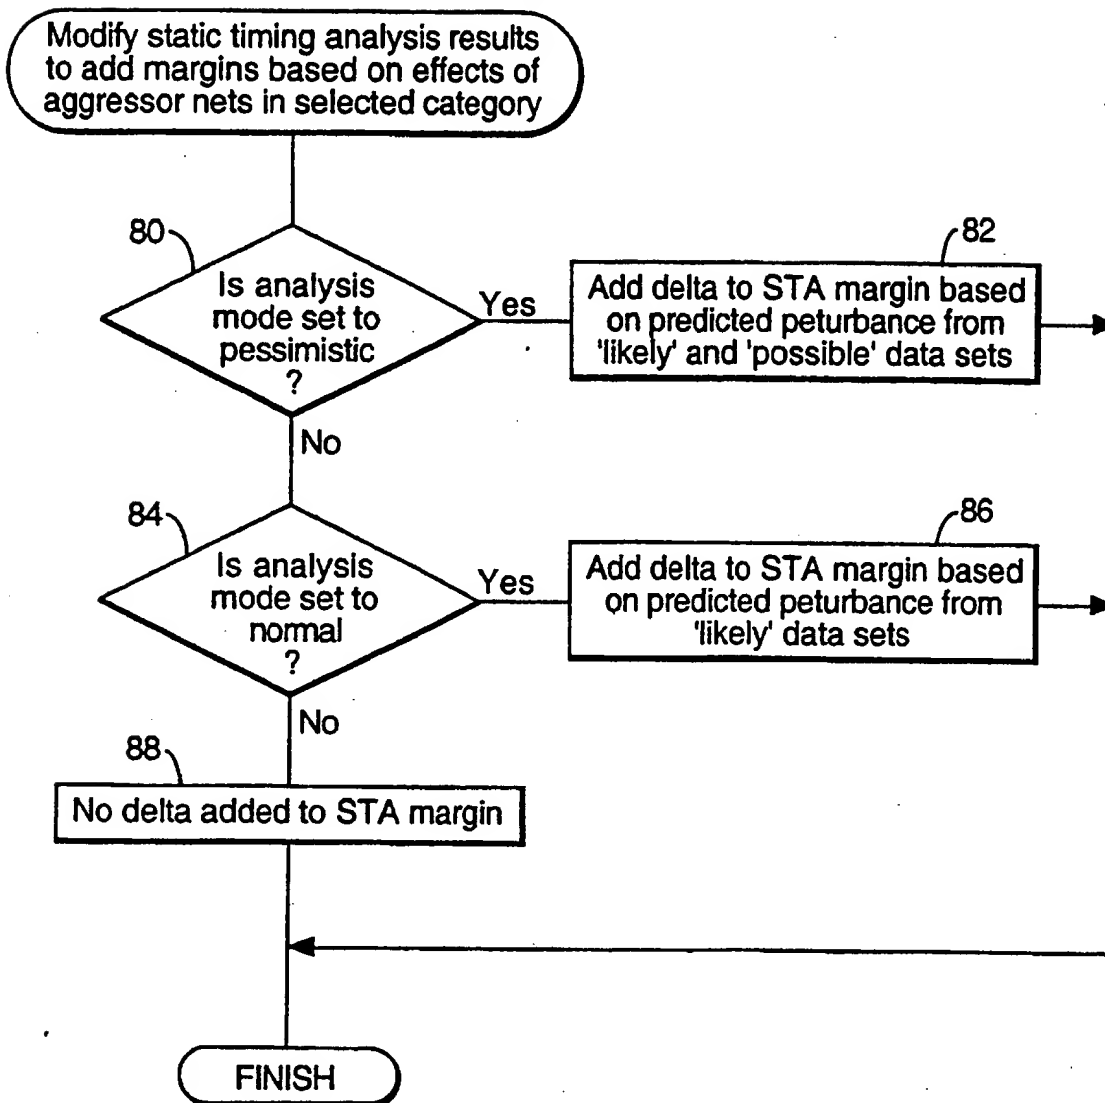 Modify static timing analysis results
to add margins based on effects of
aggressor nets in selected category
80
Is analysis
mode set to
pessimistic
?
Yes
82
Add delta to STA margin based
on predicted peturbance from
'likely' and 'possible' data sets
No
84
Is analysis
mode set to
normal
?
Yes
86
Add delta to STA margin based
on predicted peturbance from
'likely' data sets
No
88
No delta added to STA margin
FINISH